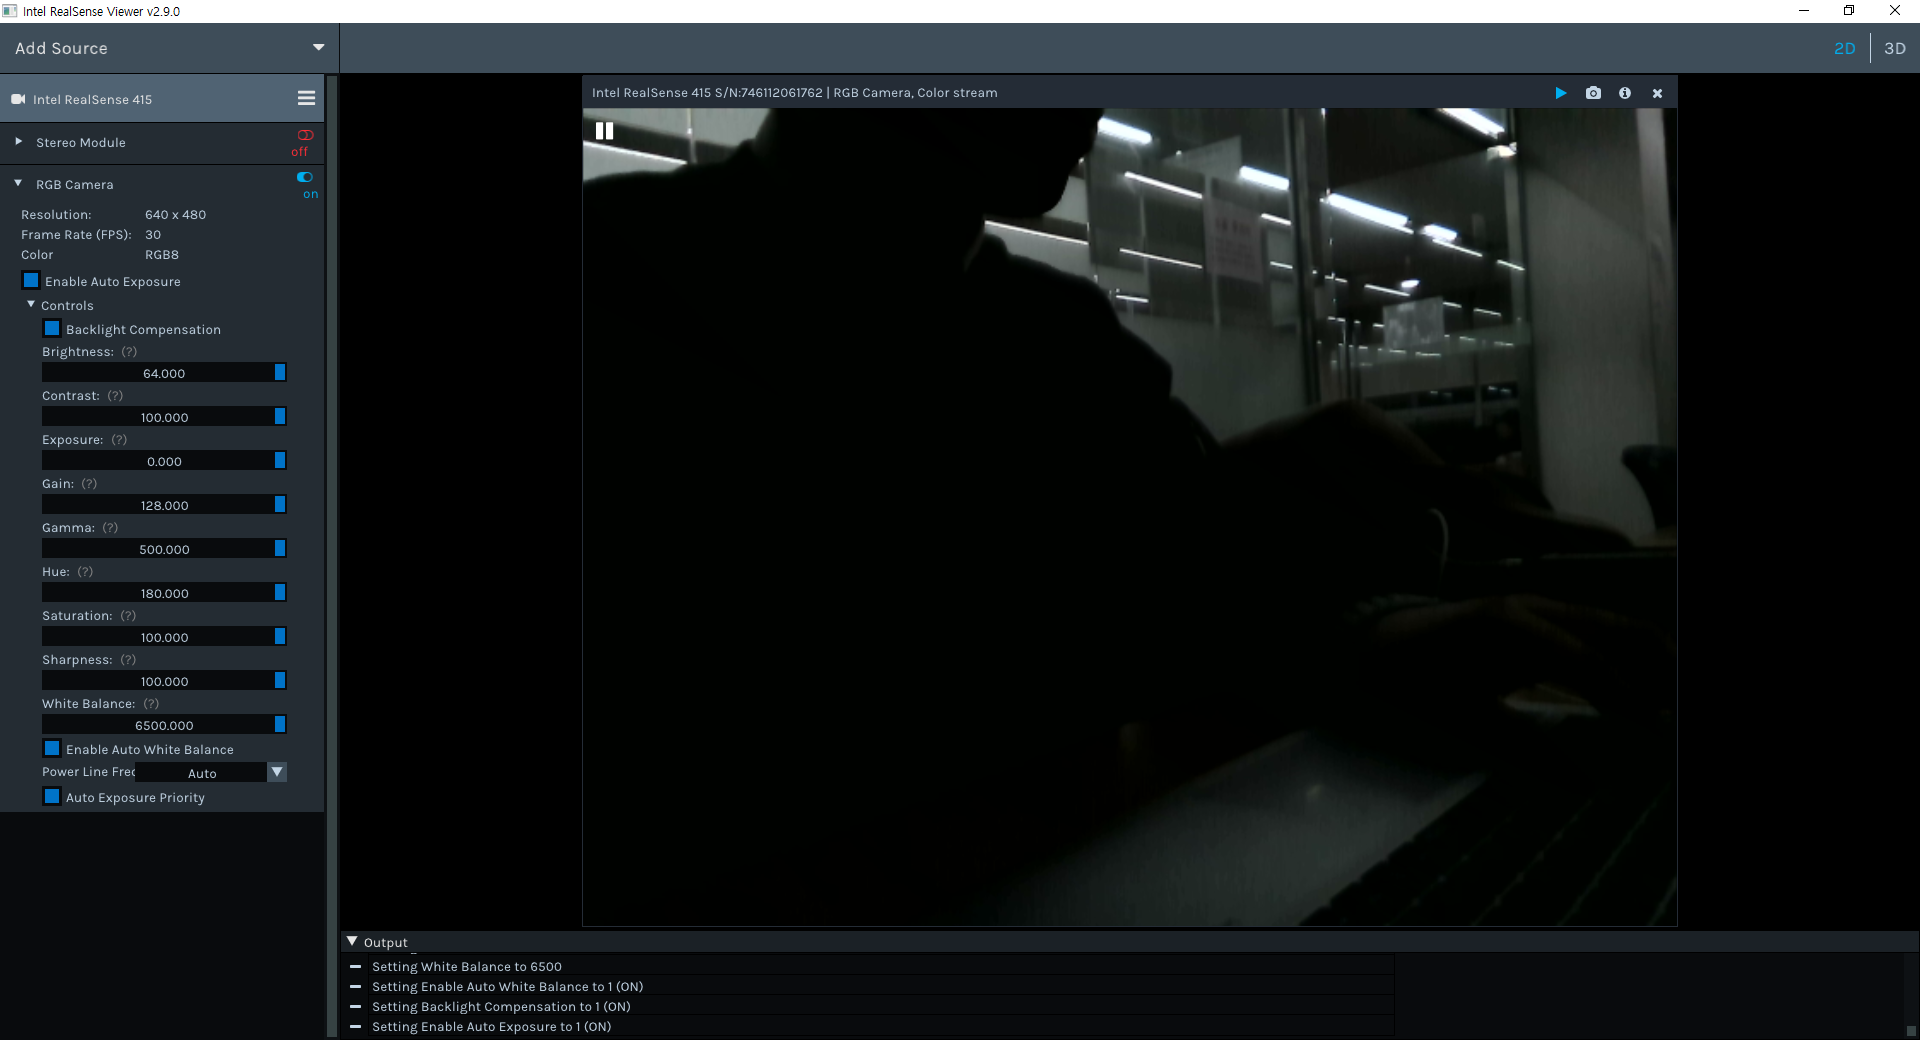 Intel RealSense Viewer v2.9.0
Add Source
2D
3D
Intel RealSense 415
Intel RealSense 415 S/N:746112061762 | RGB Camera, Color stream
Stereo Module
off
RGB Camera
on
Resolution: 640 x 480
Frame Rate (FPS): 30
Color RGB8
Enable Auto Exposure
Controls
Backlight Compensation
Brightness: (?)
64.000
Contrast: (?)
100.000
Exposure: (?)
0.000
Gain: (?)
128.000
Gamma: (?)
500.000
Hue: (?)
180.000
Saturation: (?)
100.000
Sharpness: (?)
100.000
White Balance: (?)
6500.000
Enable Auto White Balance
Power Line Frec Auto
Auto Exposure Priority
Output
Setting White Balance to 6500
Setting Enable Auto White Balance to 1 (ON)
Setting Backlight Compensation to 1 (ON)
Setting Enable Auto Exposure to 1 (ON)